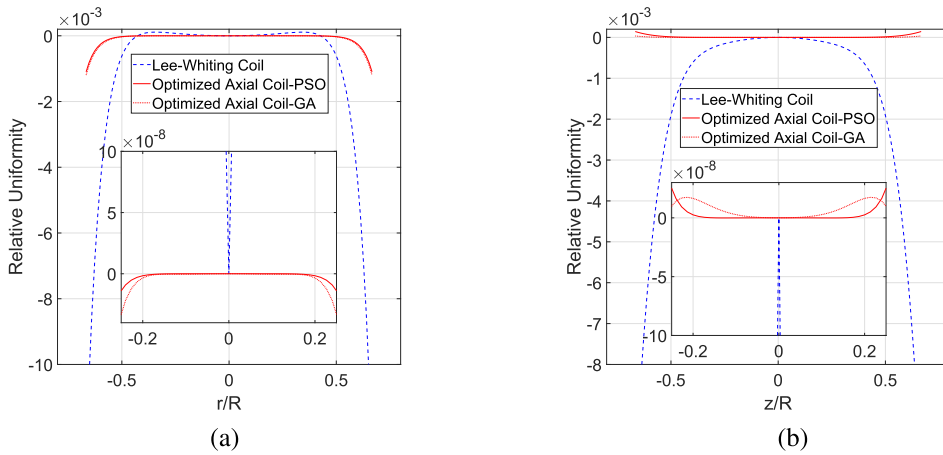 ×10⁻³
0
-2
-4
-6
-8
-10
Relative Uniformity
Lee-Whiting Coil
Optimized Axial Coil-PSO
Optimized Axial Coil-GA
10 ×10⁻⁸
5
0
-0.2 0 0.2
-0.5 0 0.5
r/R
(a)
×10⁻³
0
-1
-2
-3
-4
-5
-6
-7
-8
Relative Uniformity
Lee-Whiting Coil
Optimized Axial Coil-PSO
Optimized Axial Coil-GA
×10⁻⁸
0
-5
-10
-0.2 0 0.2
-0.5 0 0.5
z/R
(b)